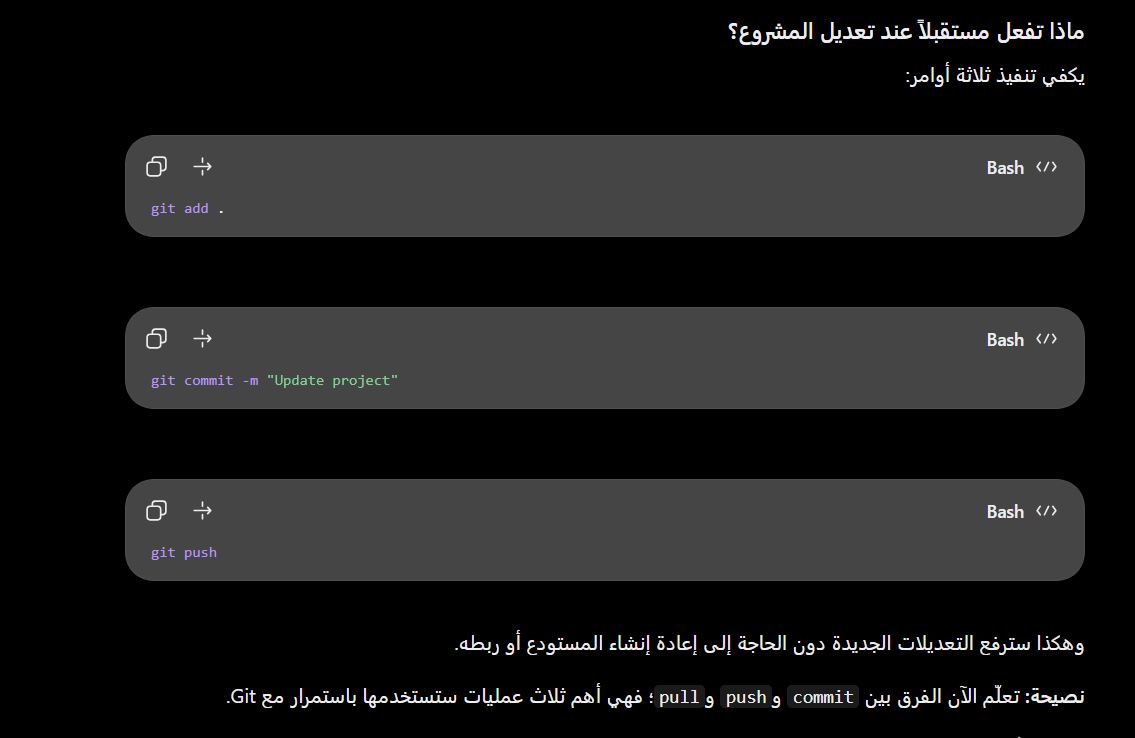 ماذا تفعل مستقبلاً عند تعديل المشروع؟
يكفي تنفيذ ثلاثة أوامر:
Bash
git add .
Bash
git commit -m "Update project"
Bash
git push
وهكذا سترفع التعديلات الجديدة دون الحاجة إلى إعادة إنشاء المستودع أو ربطه.
نصيحة: تعلّم الآن الفرق بين commit و push و pull؛ فهي أهم ثلاث عمليات ستستخدمها باستمرار مع Git.